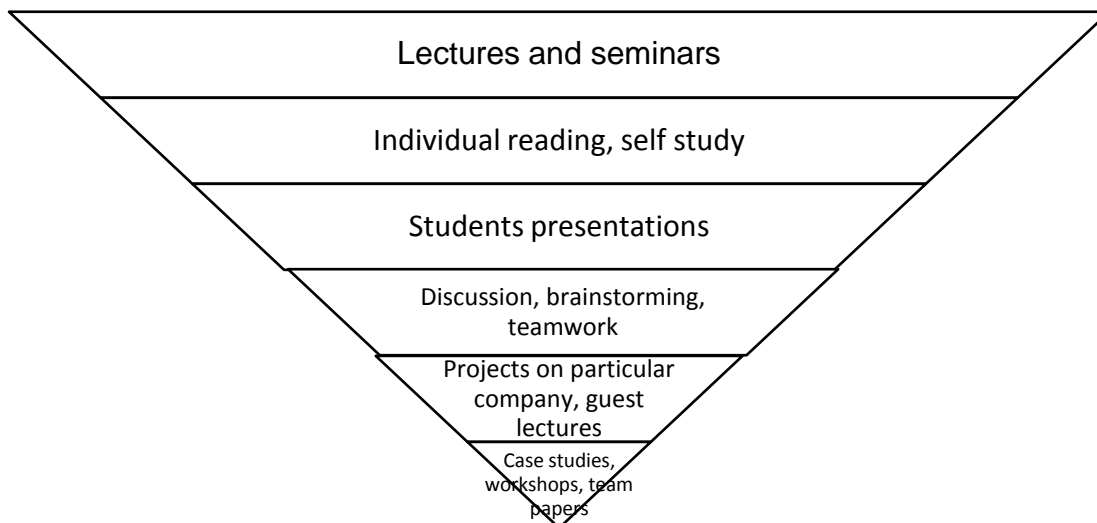 Lectures and seminars
Individual reading, self study
Students presentations
Discussion, brainstorming,
teamwork
Projects on particular
company, guest
lectures
Case studies,
workshops, team
papers